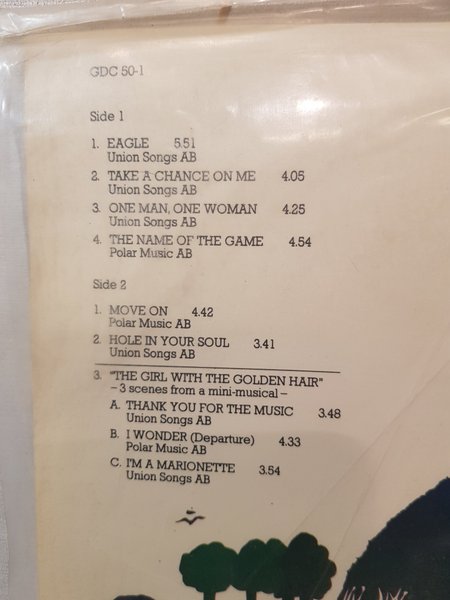 GDC 50-1
Side 1
1. EAGLE 5.51
Union Songs AB
2. TAKE A CHANCE ON ME 4.05
Union Songs AB
3. ONE MAN, ONE WOMAN 4.25
Union Songs AB
4. THE NAME OF THE GAME 4.54
Polar Music AB
Side 2
1. MOVE ON 4.42
Polar Music AB
2. HOLE IN YOUR SOUL 3.41
Union Songs AB
3. "THE GIRL WITH THE GOLDEN HAIR"
– 3 scenes from a mini-musical –
A. THANK YOU FOR THE MUSIC 3.48
Union Songs AB
B. I WONDER (Departure) 4.33
Polar Music AB
C. I'M A MARIONETTE 3.54
Union Songs AB